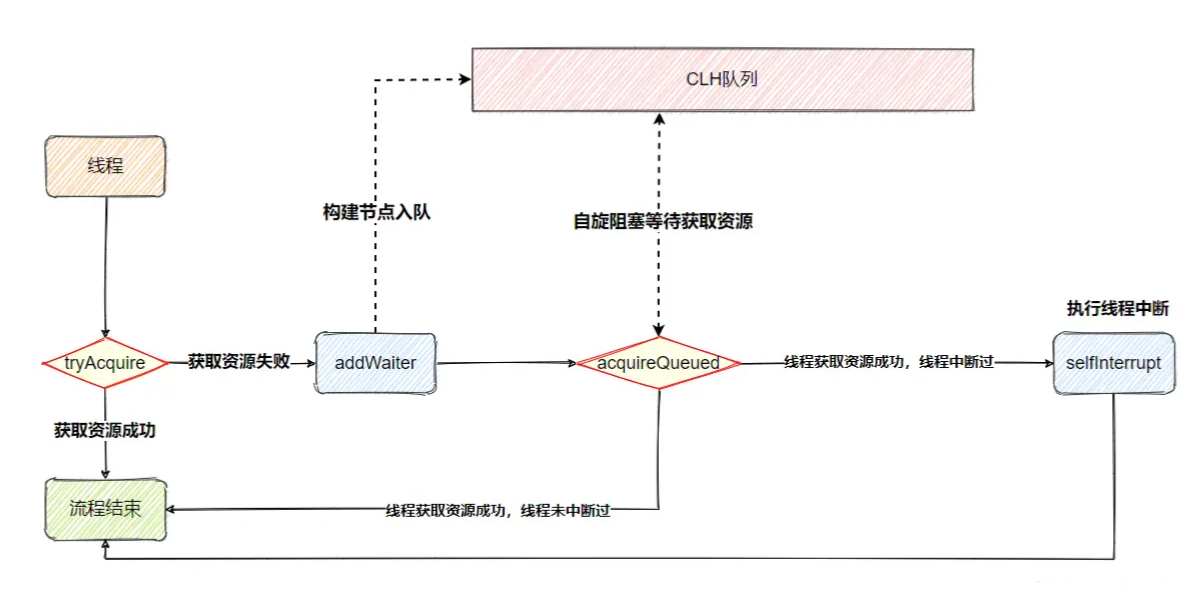 CLH队列
线程
构建节点入队
自旋阻塞等待获取资源
执行线程中断
tryAcquire
获取资源失败
addWaiter
acquireQueued
线程获取资源成功，线程中断过
selfInterrupt
获取资源成功
流程结束
线程获取资源成功，线程未中断过